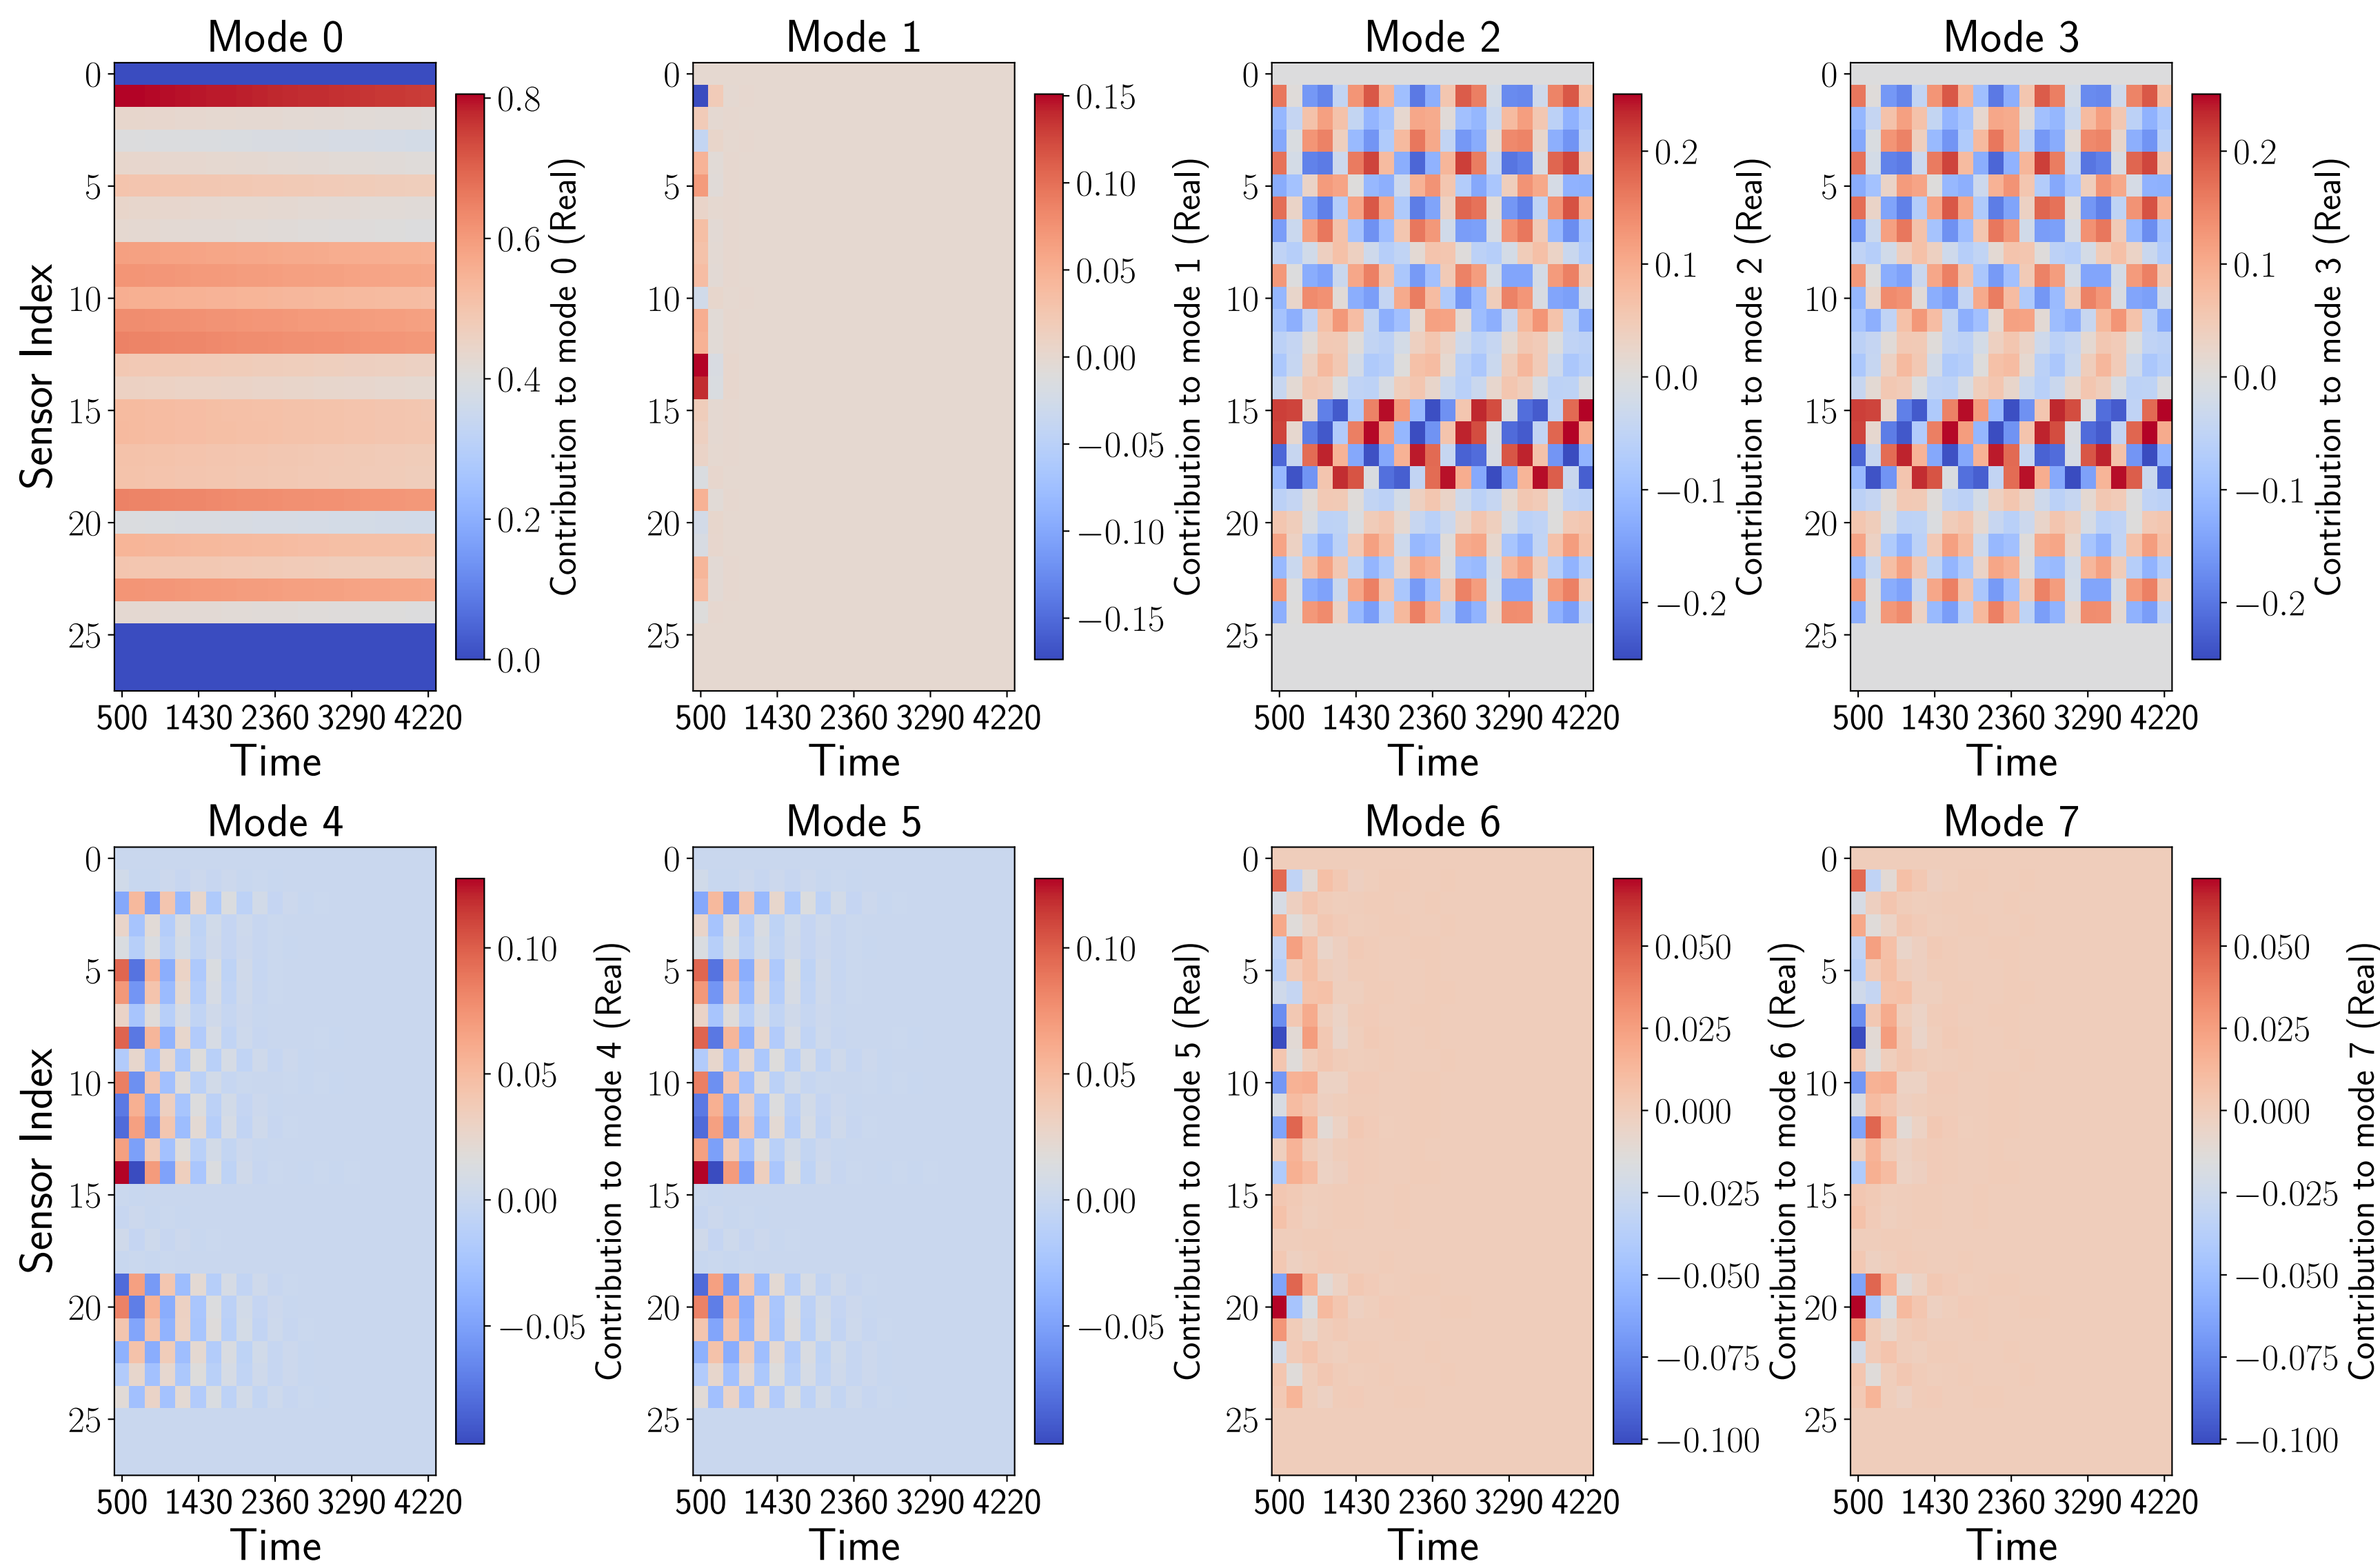 Mode 0
Mode 1
Mode 2
Mode 3
Sensor Index
0
5
10
15
20
25
500 1430 2360 3290 4220
Time
0.8
0.6
0.4
0.2
0.0
Contribution to mode 0 (Real)
0
5
10
15
20
25
500 1430 2360 3290 4220
Time
0.15
0.10
0.05
0.00
−0.05
−0.10
−0.15
Contribution to mode 1 (Real)
0
5
10
15
20
25
500 1430 2360 3290 4220
Time
0.2
0.1
0.0
−0.1
−0.2
Contribution to mode 2 (Real)
0
5
10
15
20
25
500 1430 2360 3290 4220
Time
0.2
0.1
0.0
−0.1
−0.2
Contribution to mode 3 (Real)
Mode 4
Mode 5
Mode 6
Mode 7
Sensor Index
0
5
10
15
20
25
500 1430 2360 3290 4220
Time
0.10
0.05
0.00
−0.05
Contribution to mode 4 (Real)
0
5
10
15
20
25
500 1430 2360 3290 4220
Time
0.10
0.05
0.00
−0.05
Contribution to mode 5 (Real)
0
5
10
15
20
25
500 1430 2360 3290 4220
Time
0.050
0.025
0.000
−0.025
−0.050
−0.075
−0.100
Contribution to mode 6 (Real)
0
5
10
15
20
25
500 1430 2360 3290 4220
Time
0.050
0.025
0.000
−0.025
−0.050
−0.075
−0.100
Contribution to mode 7 (Real)